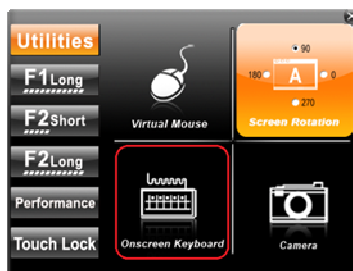 Utilities
F1Long
F2Short
F2Long
Performance
Touch Lock
Virtual Mouse
90
180
A
0
270
Screen Rotation
Onscreen Keyboard
Camera